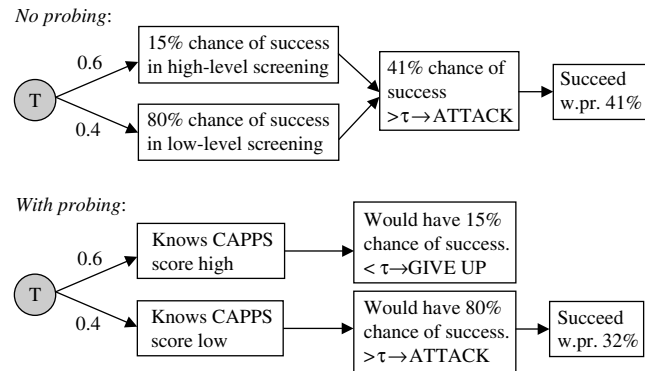 No probing:
0.6
15% chance of success
in high-level screening
T
0.4
80% chance of success
in low-level screening
41% chance of
success
>τ→ATTACK
Succeed
w.pr. 41%
With probing:
0.6
Knows CAPPS
score high
Would have 15%
chance of success.
< τ→GIVE UP
T
0.4
Knows CAPPS
score low
Would have 80%
chance of success.
>τ→ATTACK
Succeed
w.pr. 32%